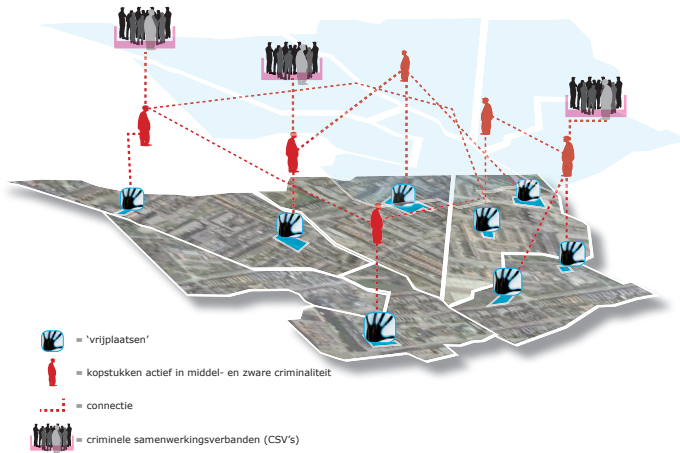 = ‘vrijplaatsen’
= kopstukken actief in middel- en zware criminaliteit
= connectie
= criminele samenwerkingsverbanden (CSV’s)